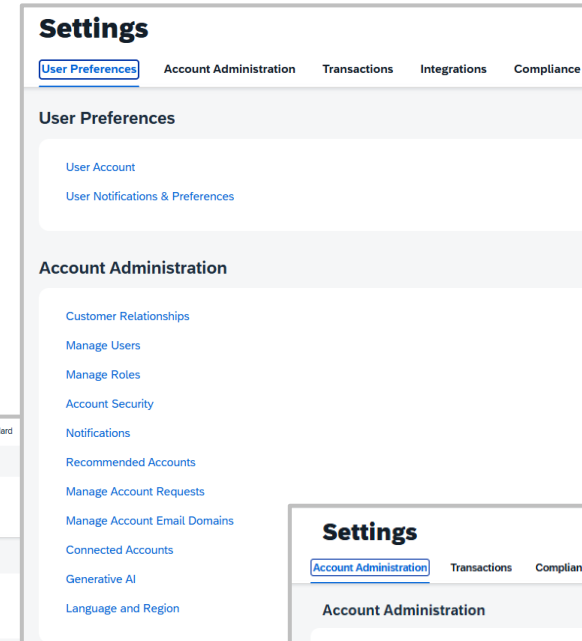 Settings
User Preferences Account Administration Transactions Integrations Compliance
User Preferences
User Account
User Notifications & Preferences
Account Administration
Customer Relationships
Manage Users
Manage Roles
Account Security
Notifications
Recommended Accounts
Manage Account Requests
Manage Account Email Domains
Connected Accounts
Generative AI
Language and Region
Settings
Account Administration Transactions
Account Administration